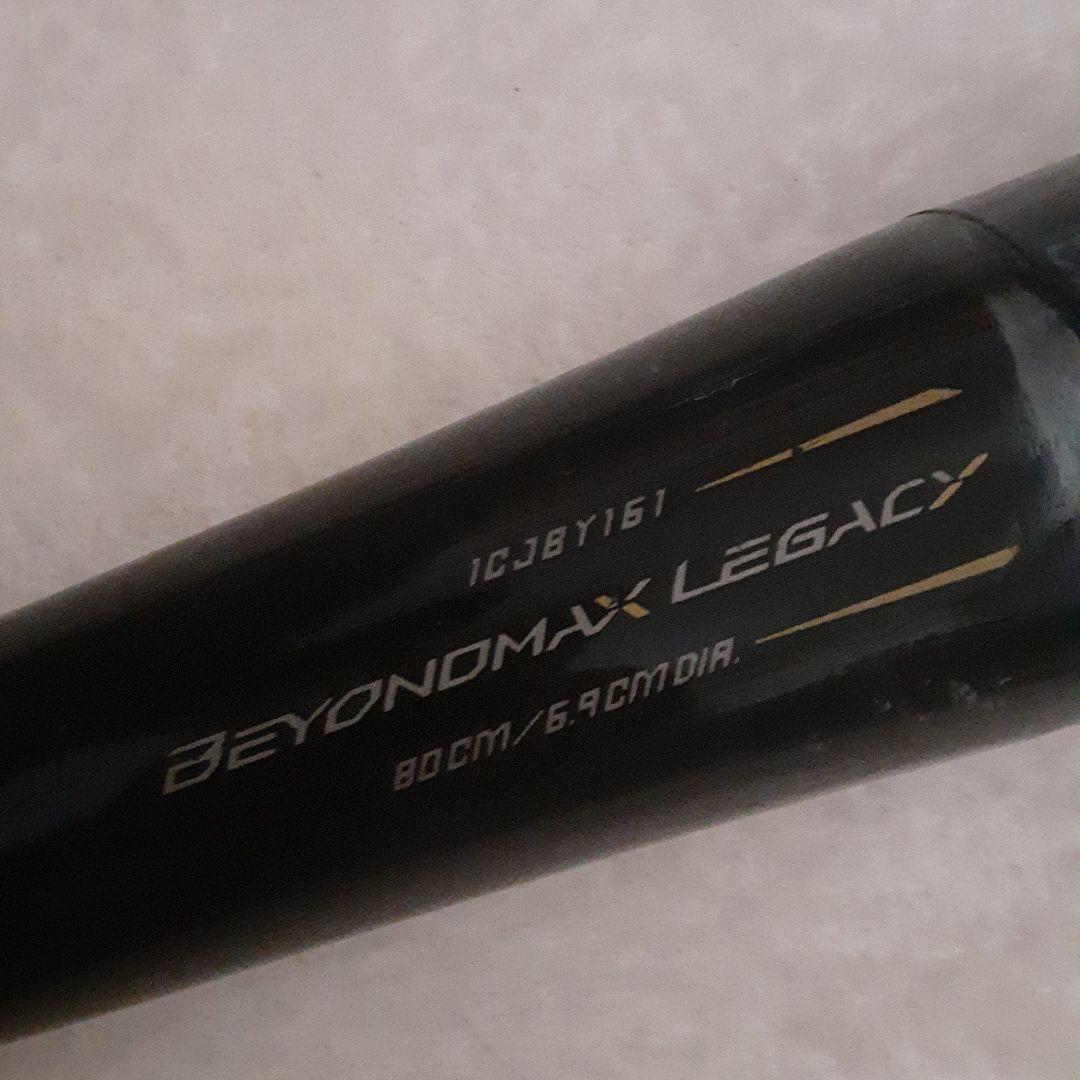 1CJBY161
BEYONDMAX LEGACY
80CM/6.9CM DIA.